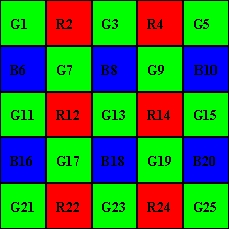 G1 R2 G3 R4 G5
B6 G7 B8 G9 B10
G11 R12 G13 R14 G15
B16 G17 B18 G19 B20
G21 R22 G23 R24 G25